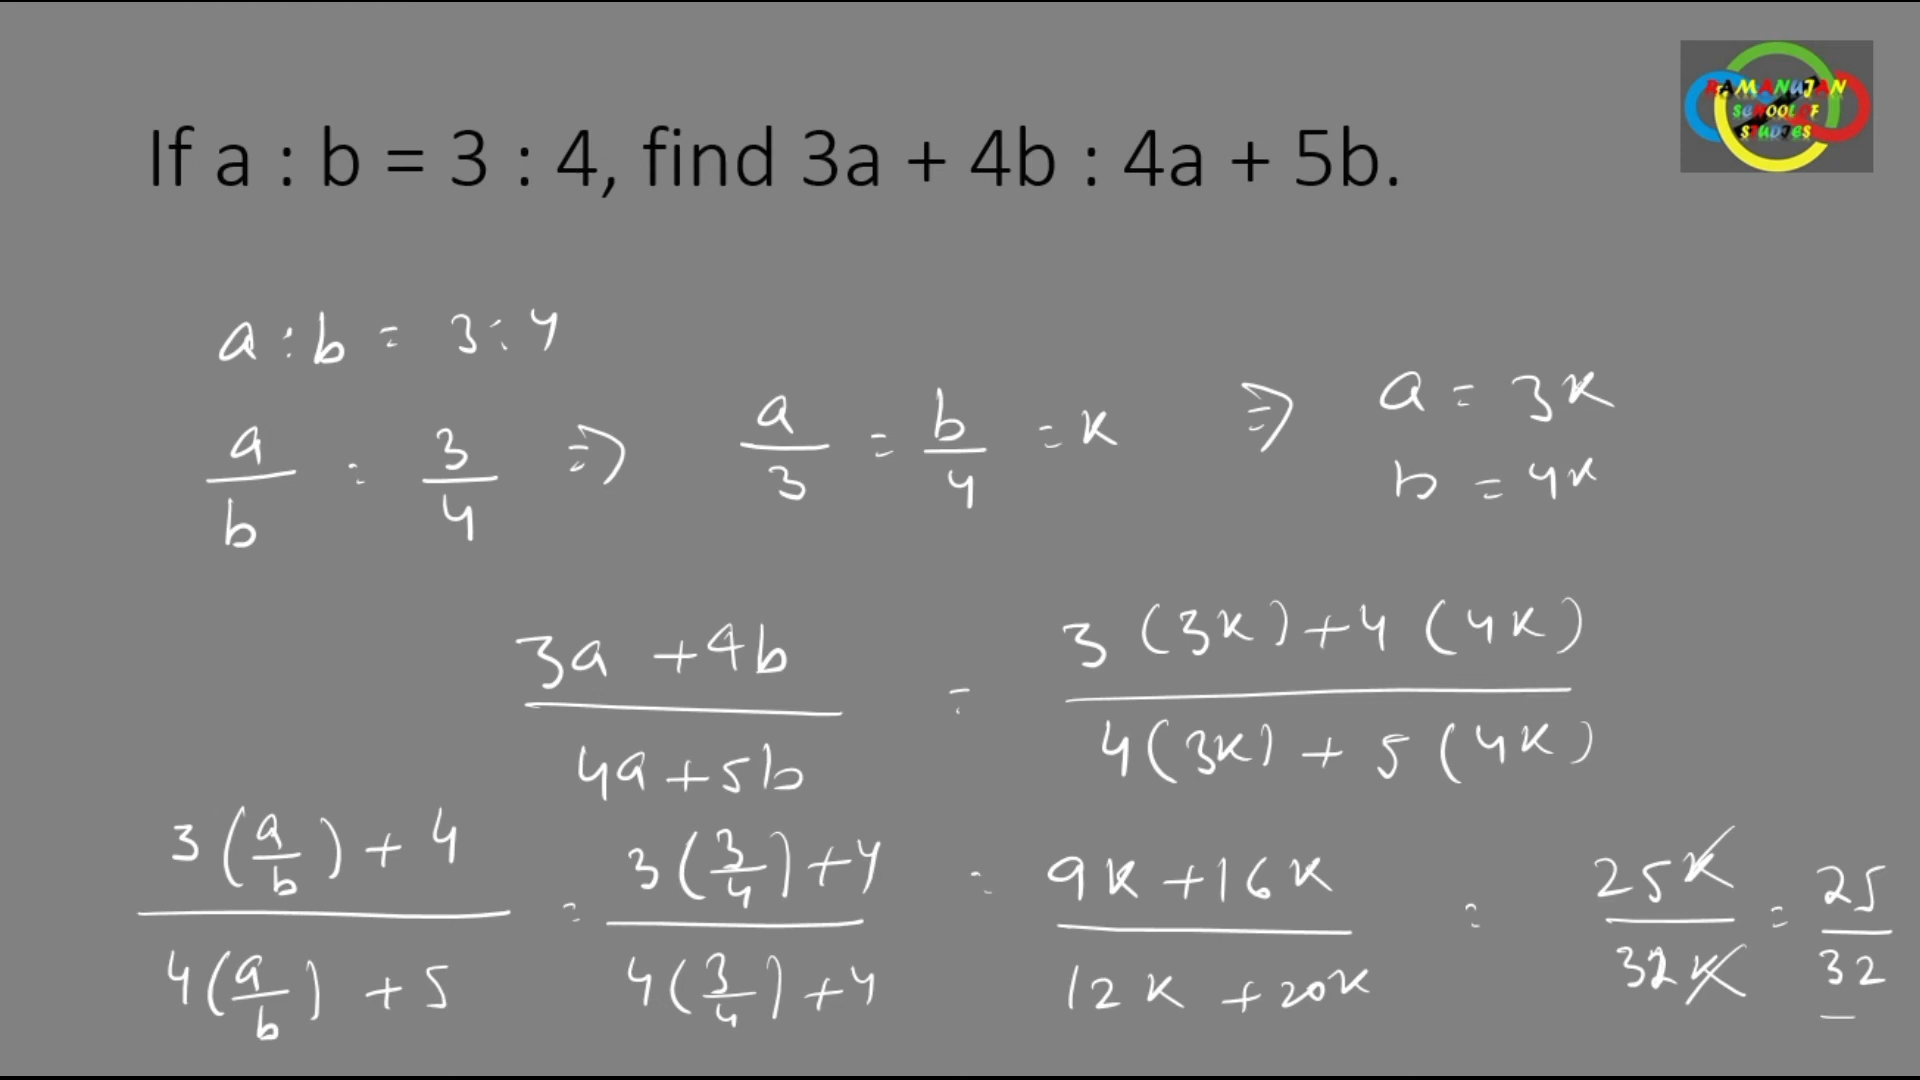 RAMANUJAN
SCHOOL OF
STUDIES
If a : b = 3 : 4, find 3a + 4b : 4a + 5b.
a : b = 3 : 4
a/b = 3/4 ⇒ a/3 = b/4 = k ⇒ a = 3k
b = 4k
3a + 4b / 4a + 5b = 3(3k) + 4(4k) / 4(3k) + 5(4k)
3(a/b) + 4 / 4(a/b) + 5 = 3(3/4) + 4 / 4(3/4) + 4 = 9k + 16k / 12k + 20k = 25k / 32k = 25/32